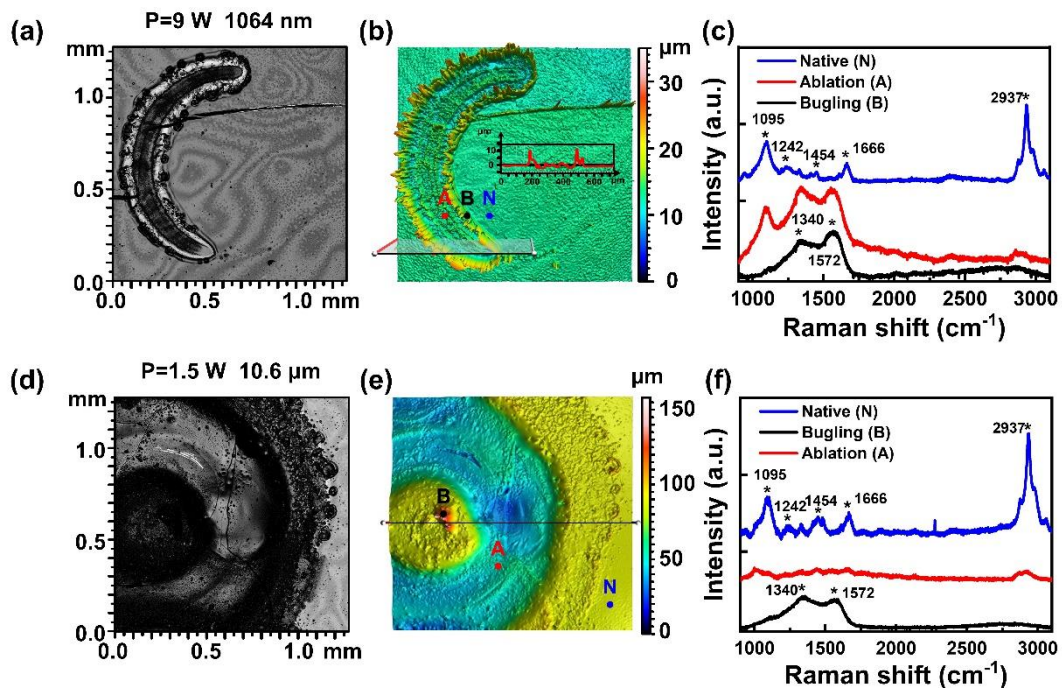 P=9 W 1064 nm
(a)
mm
1.0
0.5
0.0
0.0 0.5 1.0 mm
(b)
µm
30
20
10
0
µm
10
0
0 200 400 600 µm
A B N
(c)
Native (N)
Ablation (A)
Bugling (B)
2937*
1095
*
1242
*
1454
*
1666
*
1340
*
*
1572
Intensity (a.u.)
1000 1500 2000 2500 3000
Raman shift (cm-1)
P=1.5 W 10.6 µm
(d)
mm
1.0
0.5
0.0
0.0 0.5 1.0 mm
(e)
µm
150
100
50
0
B
A
N
(f)
Native (N)
Bugling (B)
Ablation (A)
2937*
1095
*
1242
*
1454
*
1666
*
1340*
*1572
Intensity (a.u.)
1000 1500 2000 2500 3000
Raman shift (cm-1)